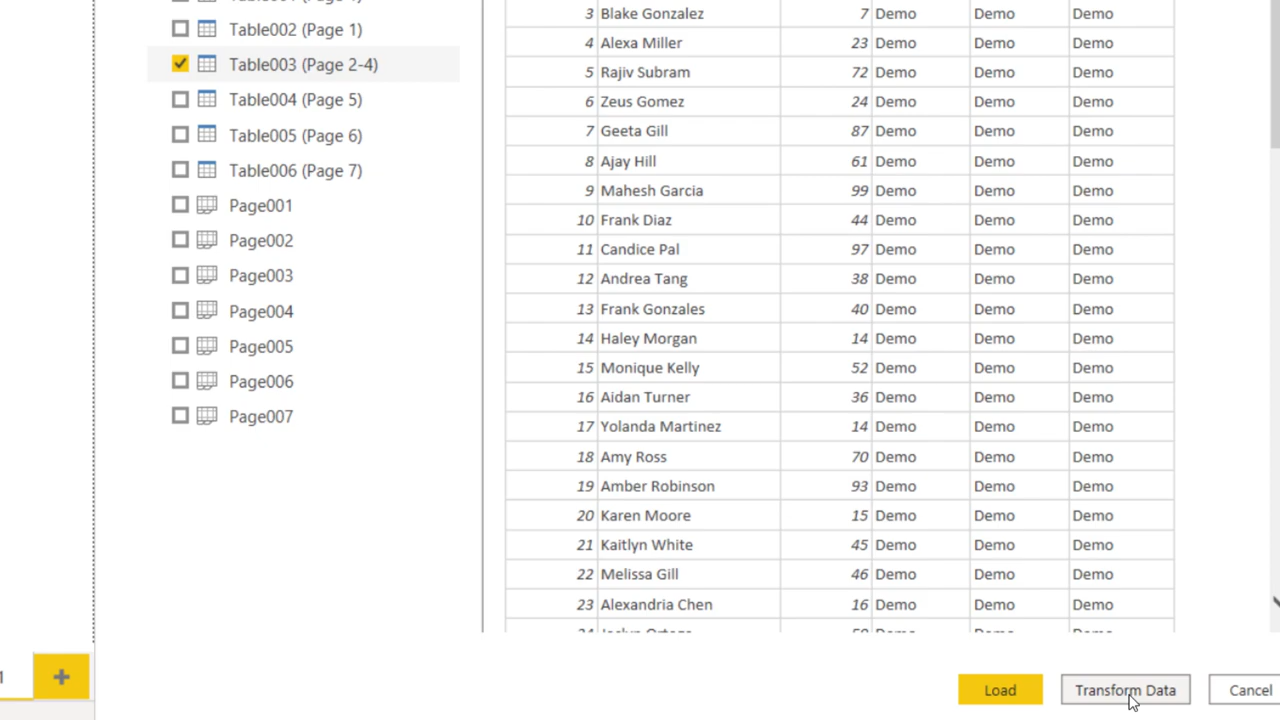 Table002 (Page 1)
Table003 (Page 2-4)
Table004 (Page 5)
Table005 (Page 6)
Table006 (Page 7)
Page001
Page002
Page003
Page004
Page005
Page006
Page007
3 Blake Gonzalez 7 Demo Demo Demo
4 Alexa Miller 23 Demo Demo Demo
5 Rajiv Subram 72 Demo Demo Demo
6 Zeus Gomez 24 Demo Demo Demo
7 Geeta Gill 87 Demo Demo Demo
8 Ajay Hill 61 Demo Demo Demo
9 Mahesh Garcia 99 Demo Demo Demo
10 Frank Diaz 44 Demo Demo Demo
11 Candice Pal 97 Demo Demo Demo
12 Andrea Tang 38 Demo Demo Demo
13 Frank Gonzales 40 Demo Demo Demo
14 Haley Morgan 14 Demo Demo Demo
15 Monique Kelly 52 Demo Demo Demo
16 Aidan Turner 36 Demo Demo Demo
17 Yolanda Martinez 14 Demo Demo Demo
18 Amy Ross 70 Demo Demo Demo
19 Amber Robinson 93 Demo Demo Demo
20 Karen Moore 15 Demo Demo Demo
21 Kaitlyn White 45 Demo Demo Demo
22 Melissa Gill 46 Demo Demo Demo
23 Alexandria Chen 16 Demo Demo Demo
Load Transform Data Cancel